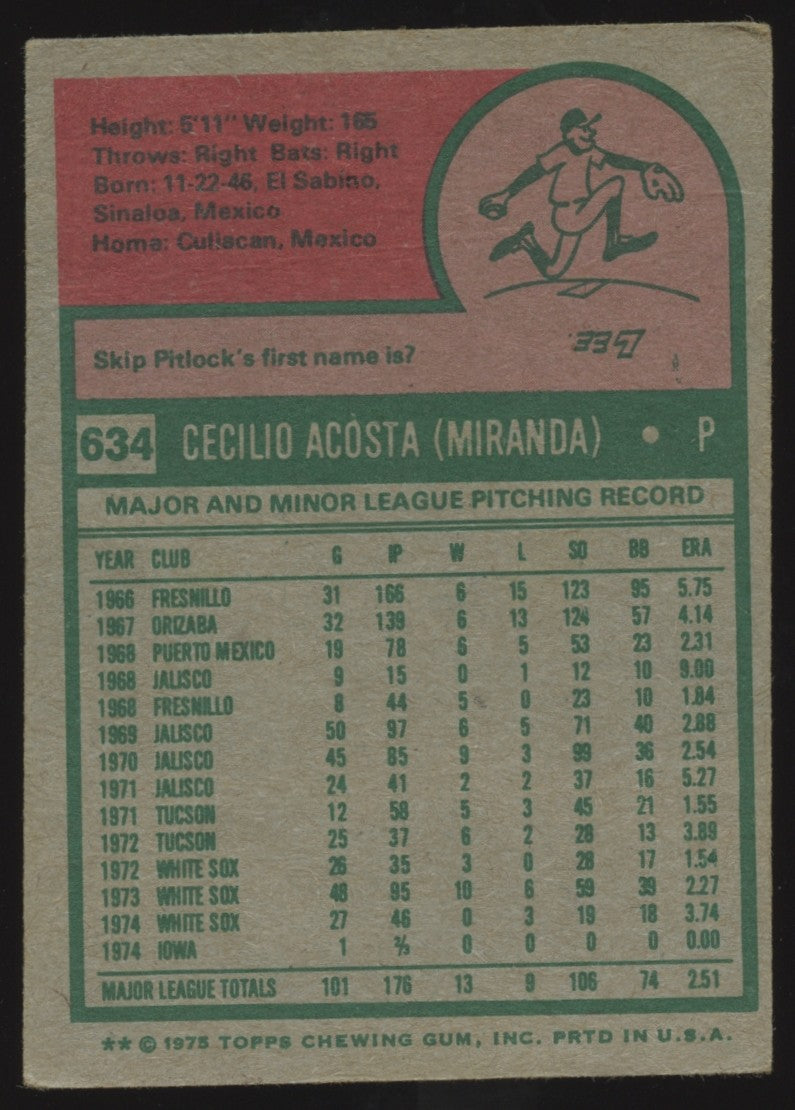 Height: 5'11" Weight: 165
Throws: Right Bats: Right
Born: 11-22-46, El Sabino,
Sinaloa, Mexico
Home: Culiacan, Mexico
Skip Pitlock's first name is?
LEE
634 CECILIO ACOSTA (MIRANDA) • P
MAJOR AND MINOR LEAGUE PITCHING RECORD
YEAR CLUB G IP W L SO BB ERA
1966 FRESNILLO 31 166 6 15 123 95 5.75
1967 ORIZABA 32 139 6 13 124 57 4.14
1968 PUERTO MEXICO 19 78 6 5 53 23 2.31
1968 JALISCO 9 15 0 1 12 10 9.00
1968 FRESNILLO 8 44 5 0 23 10 1.84
1969 JALISCO 50 97 6 5 71 40 2.88
1970 JALISCO 45 85 9 3 99 36 2.54
1971 JALISCO 24 41 2 2 37 16 5.27
1971 TUCSON 12 58 5 3 45 21 1.55
1972 TUCSON 25 37 6 2 28 13 3.89
1972 WHITE SOX 26 35 3 0 28 17 1.54
1973 WHITE SOX 48 95 10 6 59 39 2.27
1974 WHITE SOX 27 46 0 3 19 18 3.74
1974 IOWA 1 ⅔ 0 0 0 0 0.00
MAJOR LEAGUE TOTALS 101 176 13 9 106 74 2.51
** © 1975 TOPPS CHEWING GUM, INC. PRTD IN U.S.A.